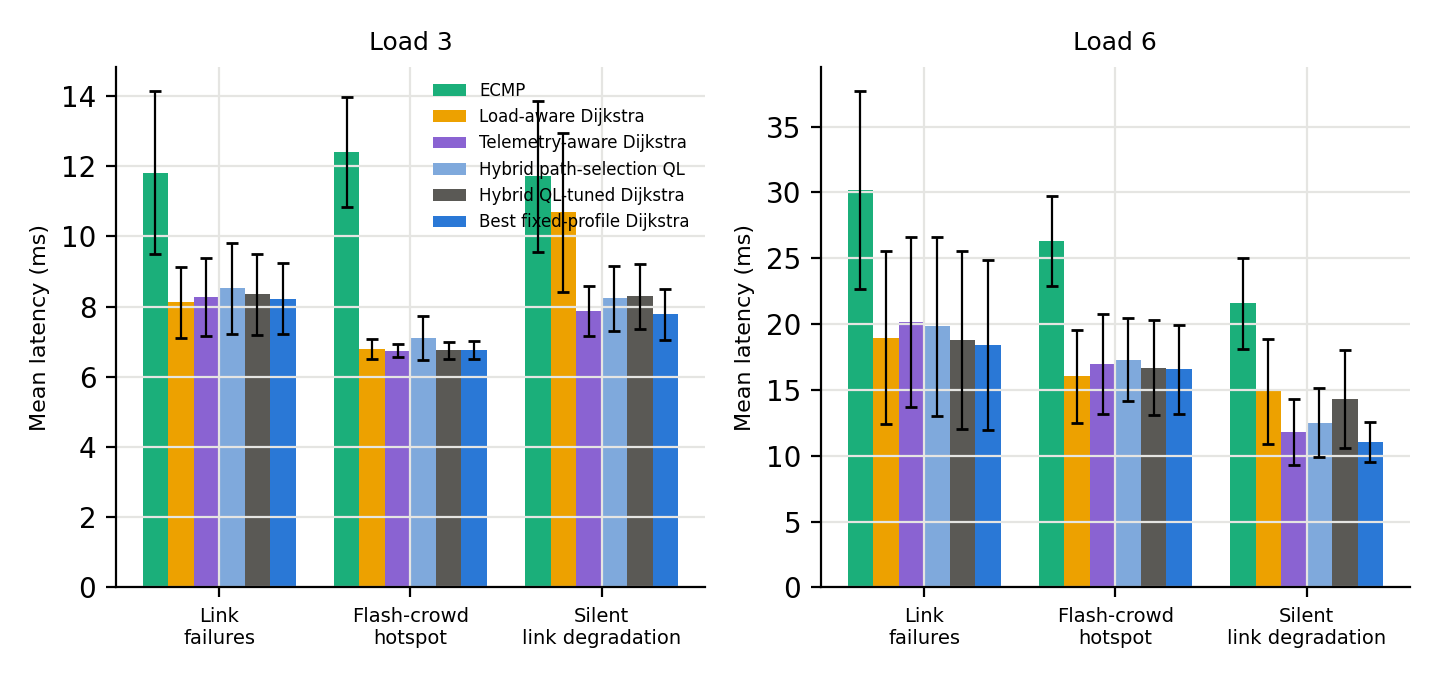 Load 3
Mean latency (ms)
14
12
10
8
6
4
2
0
ECMP
Load-aware Dijkstra
Telemetry-aware Dijkstra
Hybrid path-selection QL
Hybrid QL-tuned Dijkstra
Best fixed-profile Dijkstra
Link
failures
Flash-crowd
hotspot
Silent
link degradation
Load 6
Mean latency (ms)
35
30
25
20
15
10
5
0
Link
failures
Flash-crowd
hotspot
Silent
link degradation